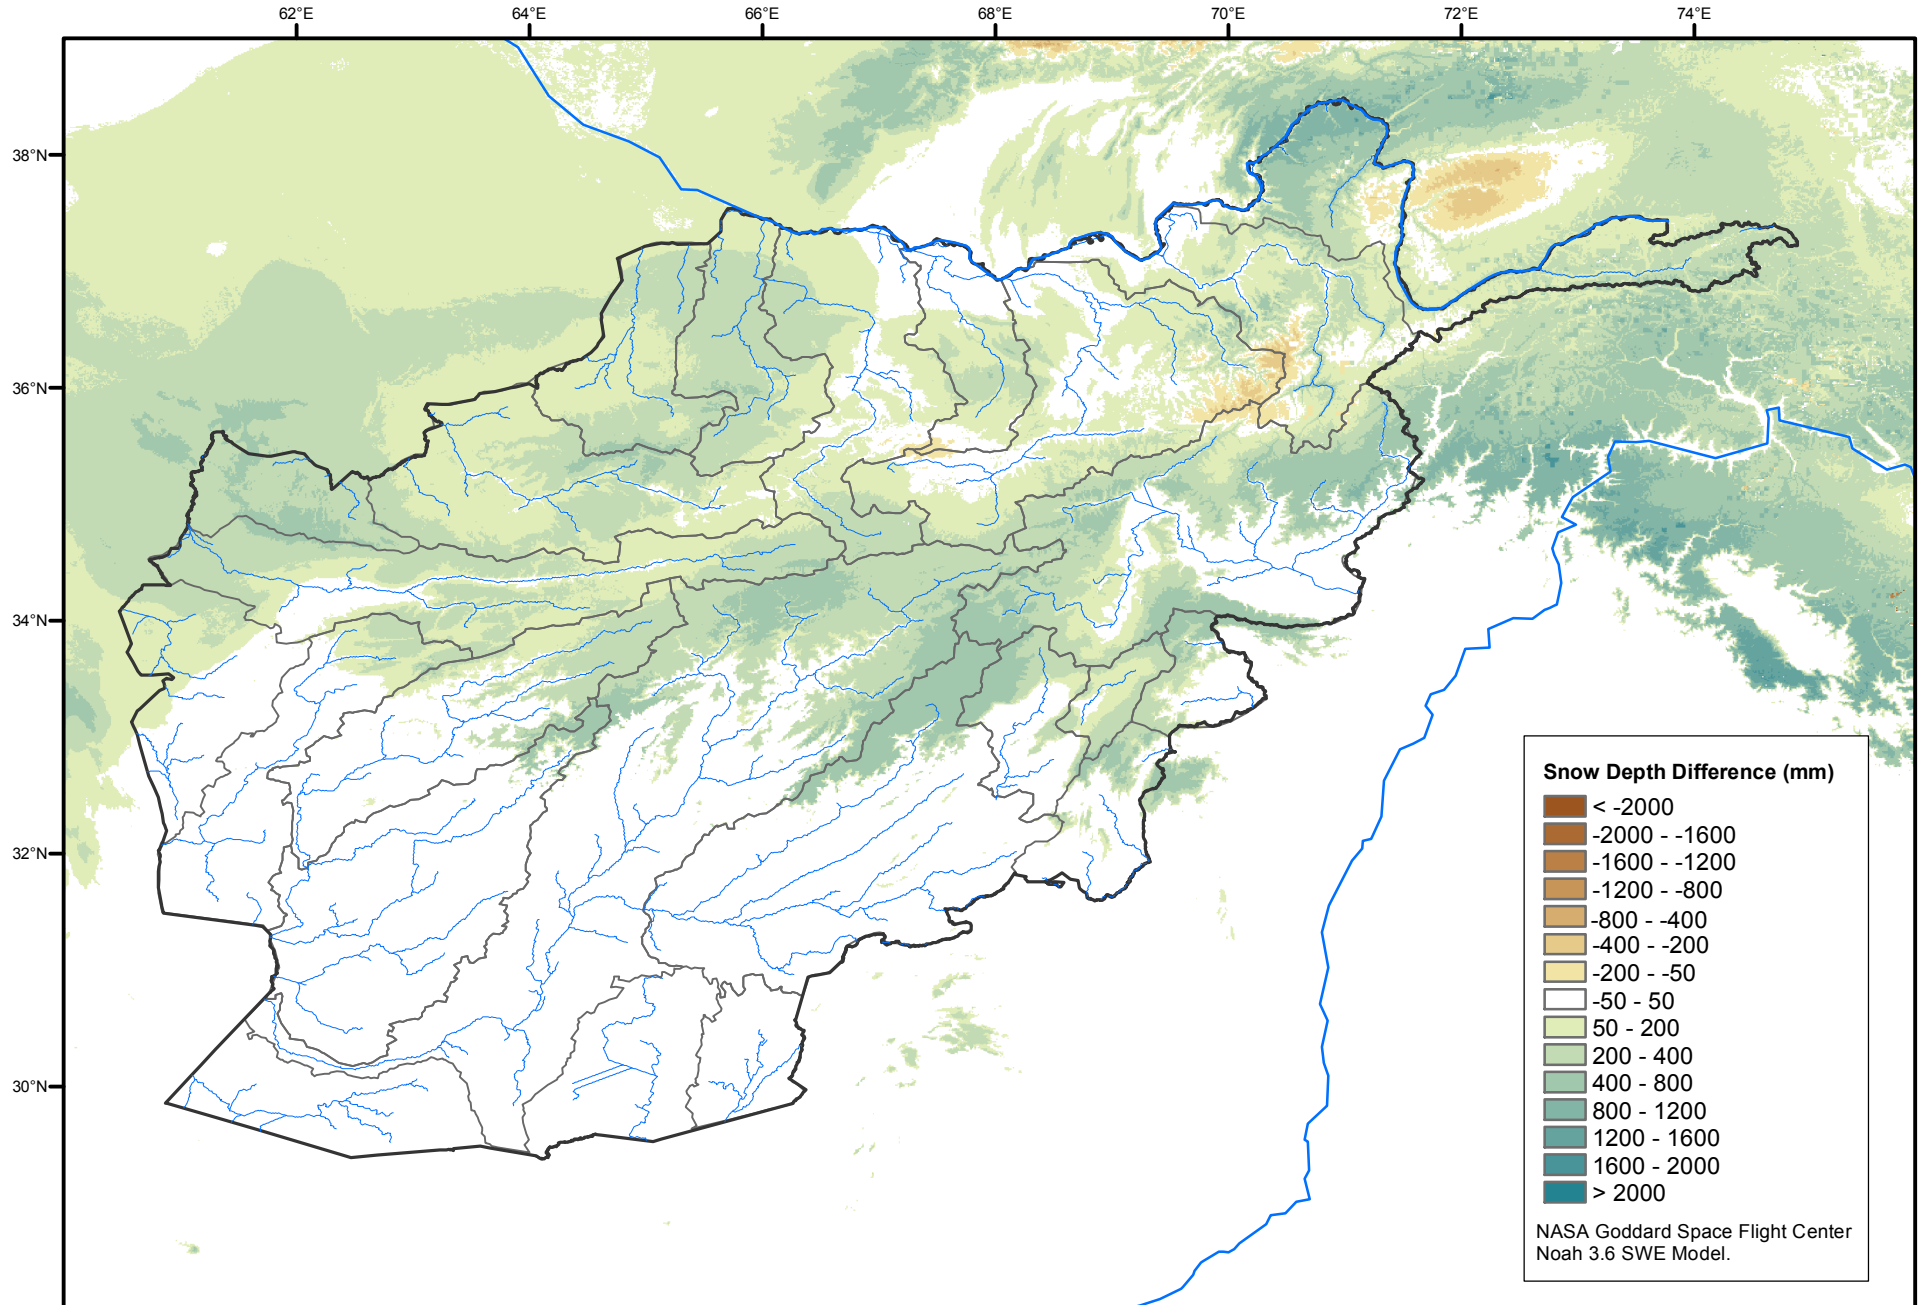 62°E 64°E 66°E 68°E 70°E 72°E 74°E
38°N
36°N
34°N
32°N
30°N
Snow Depth Difference (mm)
< -2000
-2000 - -1600
-1600 - -1200
-1200 - -800
-800 - -400
-400 - -200
-200 - -50
-50 - 50
50 - 200
200 - 400
400 - 800
800 - 1200
1200 - 1600
1600 - 2000
> 2000
NASA Goddard Space Flight Center
Noah 3.6 SWE Model.